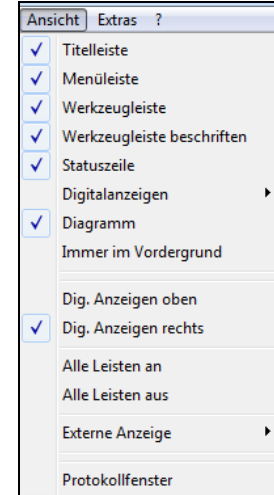 Ansicht Extras ?
Titelleiste
Menüleiste
Werkzeugleiste
Werkzeugleiste beschriften
Statuszeile
Digitalanzeigen
Diagramm
Immer im Vordergrund
Dig. Anzeigen oben
Dig. Anzeigen rechts
Alle Leisten an
Alle Leisten aus
Externe Anzeige
Protokollfenster